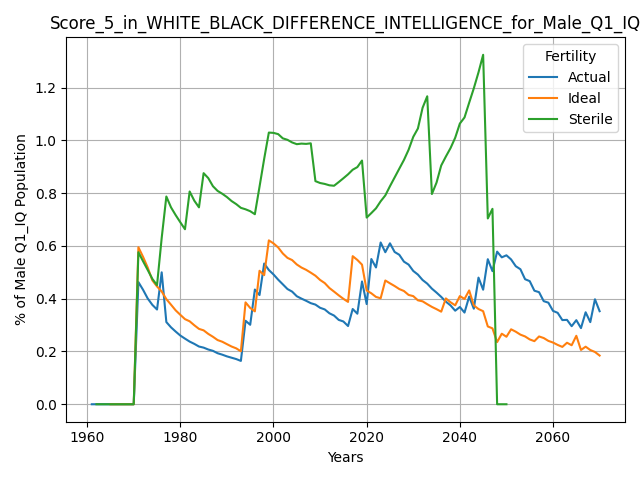 Score_5_in_WHITE_BLACK_DIFFERENCE_INTELLIGENCE_for_Male_Q1_IQ
% of Male Q1_IQ Population
1.2
1.0
0.8
0.6
0.4
0.2
0.0
Fertility
Actual
Ideal
Sterile
1960 1980 2000 2020 2040 2060
Years